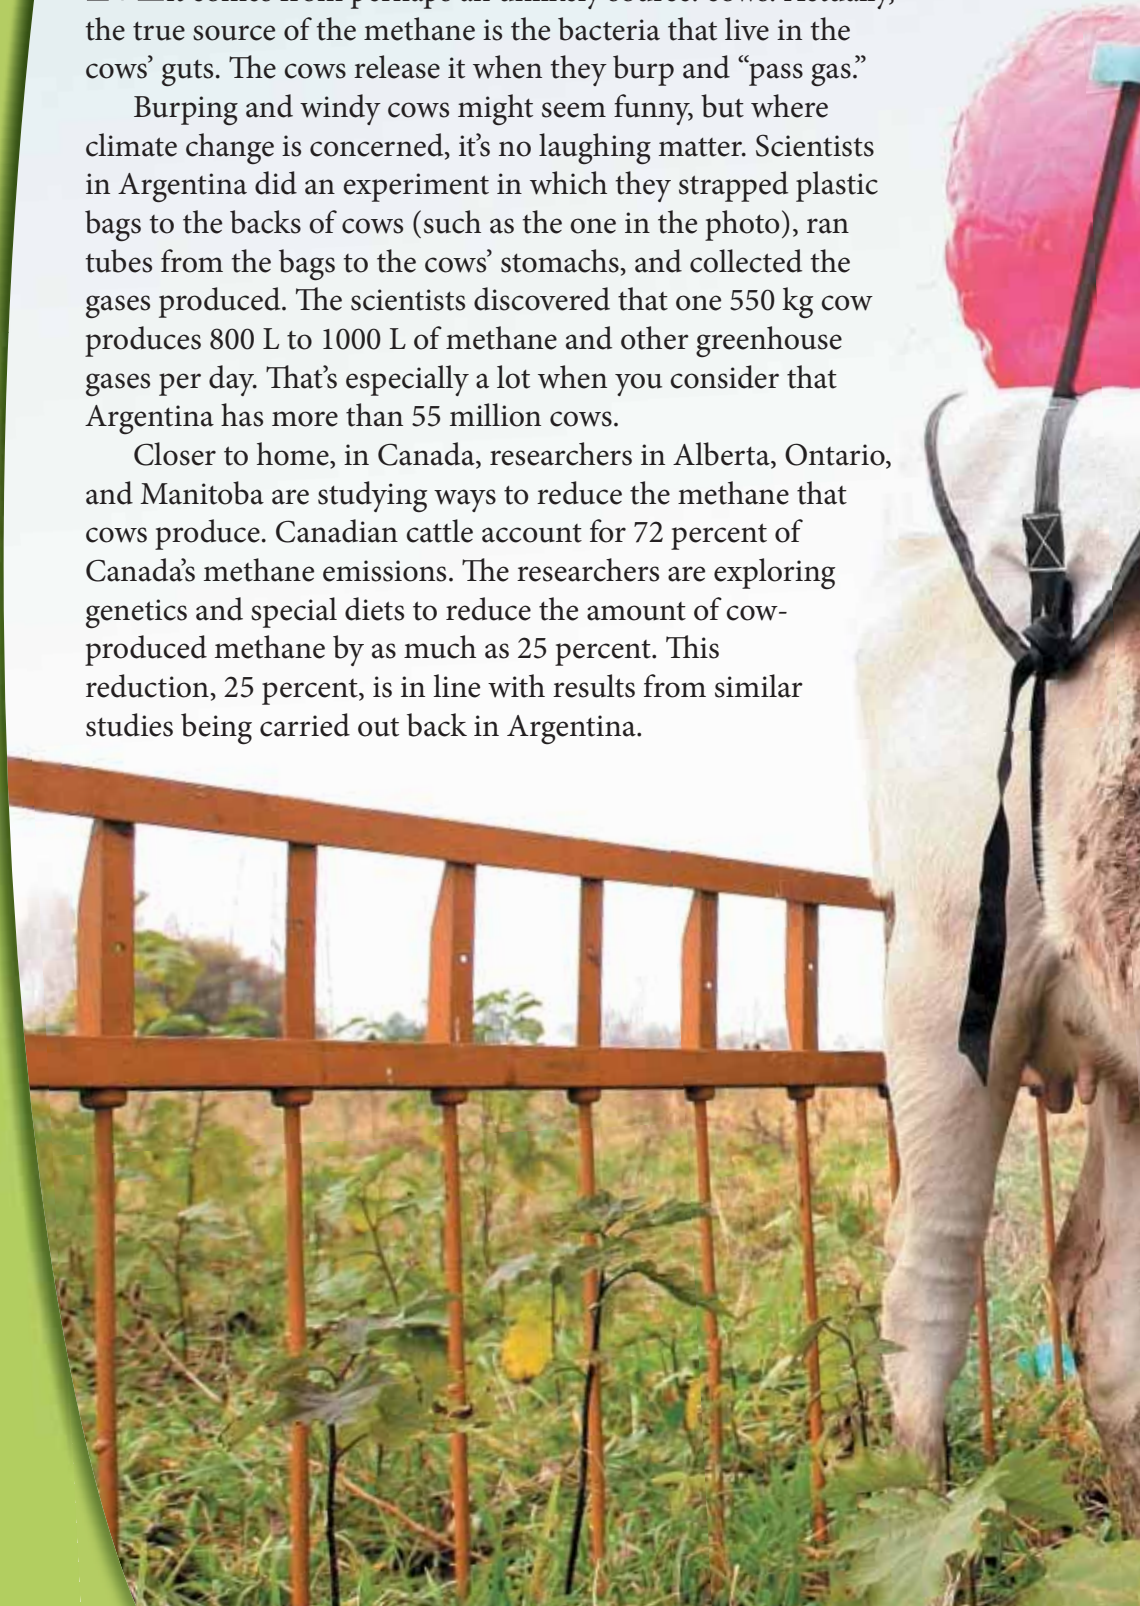 the true source of the methane is the bacteria that live in the
cows’ guts. The cows release it when they burp and “pass gas.”
Burping and windy cows might seem funny, but where
climate change is concerned, it’s no laughing matter. Scientists
in Argentina did an experiment in which they strapped plastic
bags to the backs of cows (such as the one in the photo), ran
tubes from the bags to the cows’ stomachs, and collected the
gases produced. The scientists discovered that one 550 kg cow
produces 800 L to 1000 L of methane and other greenhouse
gases per day. That’s especially a lot when you consider that
Argentina has more than 55 million cows.
Closer to home, in Canada, researchers in Alberta, Ontario,
and Manitoba are studying ways to reduce the methane that
cows produce. Canadian cattle account for 72 percent of
Canada’s methane emissions. The researchers are exploring
genetics and special diets to reduce the amount of cow-
produced methane by as much as 25 percent. This
reduction, 25 percent, is in line with results from similar
studies being carried out back in Argentina.